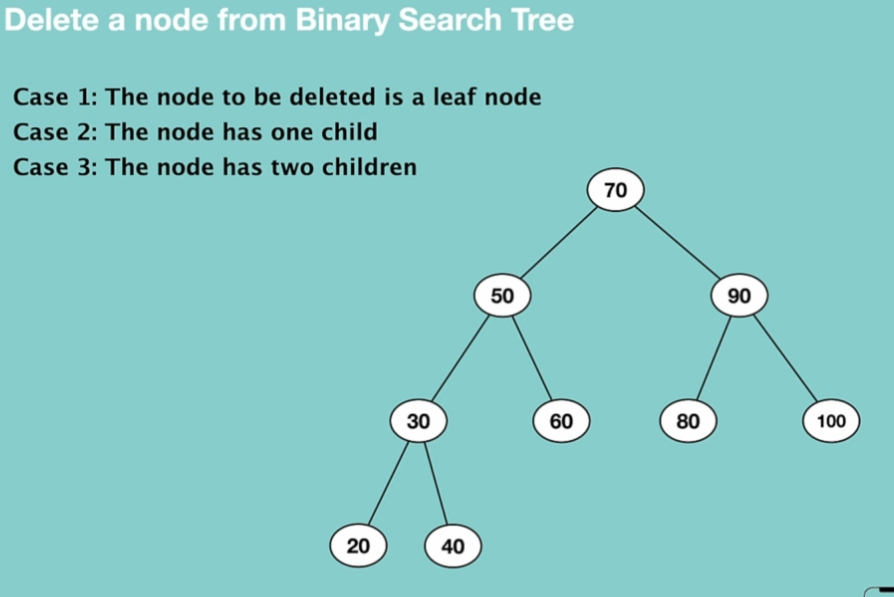 Delete a node from Binary Search Tree
Case 1: The node to be deleted is a leaf node
Case 2: The node has one child
Case 3: The node has two children
70
50 90
30 60 80 100
20 40